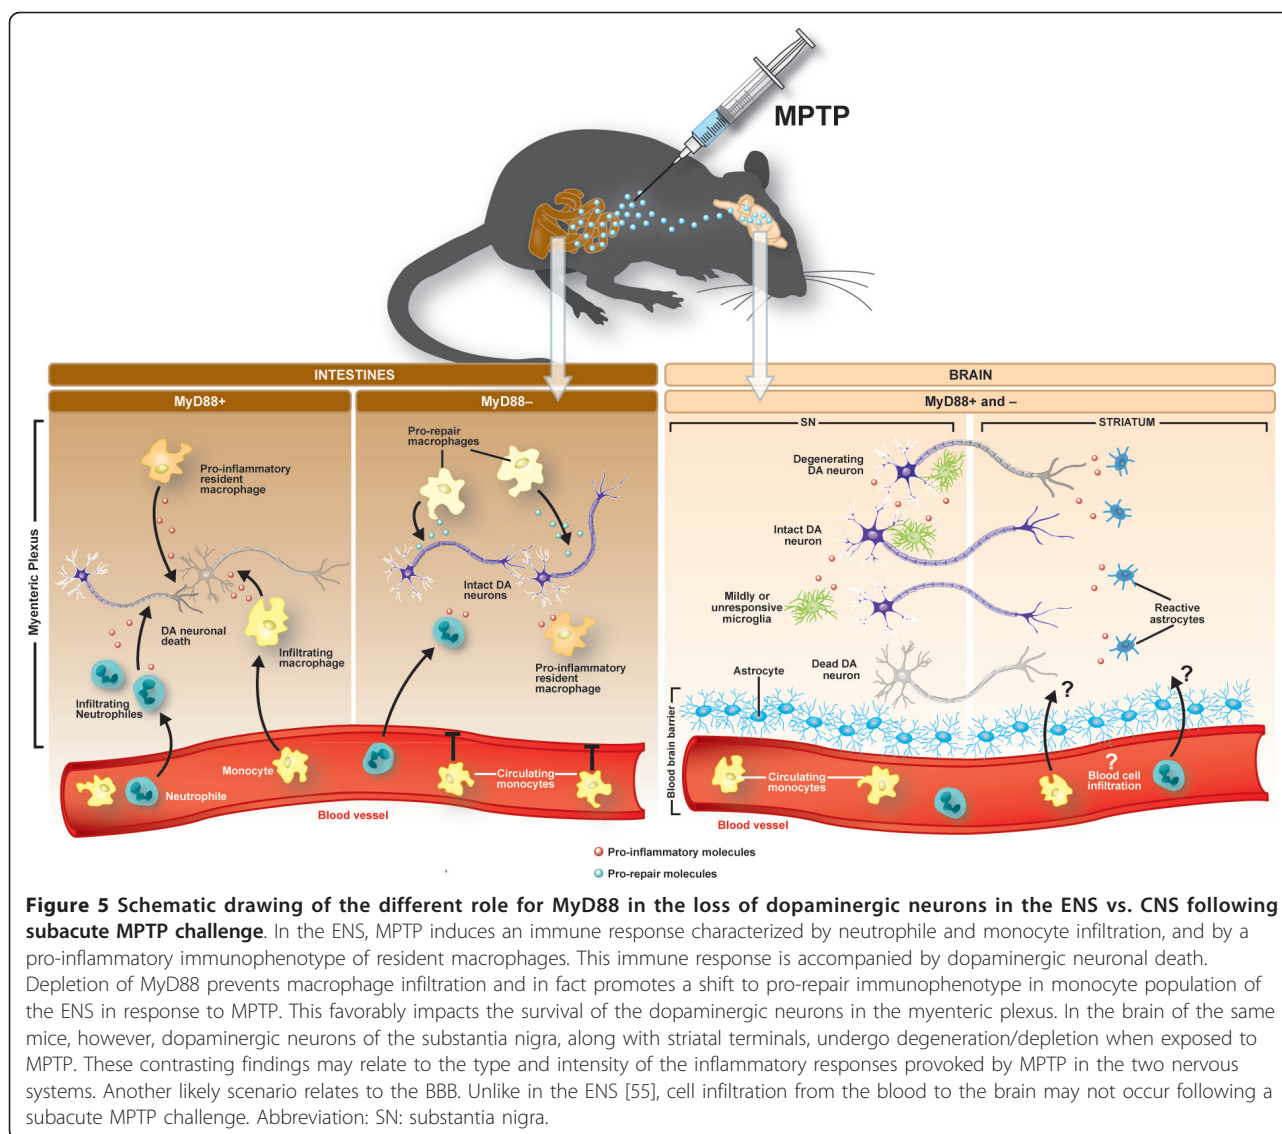 MPTP
INTESTINES
MyD88+
MyD88–
Myenteric Plexus
Pro-inflammatory
resident
macrophage
DA neuronal
death
Infiltrating
macrophage
Infiltrating
Neutrophiles
Monocyte
Neutrophile
Pro-repair
macrophages
Intact DA
neurons
Pro-inflammatory
resident
macrophage
Circulating
monocytes
Blood vessel
BRAIN
MyD88+ and –
SN
STRIATUM
Degenerating
DA neuron
Intact DA
neuron
Mildly or
unresponsive
microglia
Reactive
astrocytes
Astrocyte
Dead DA
neuron
?
?
Blood brain barrier
Circulating
monocytes
?
Blood cell
infiltration
Blood vessel
Pro-inflammatory molecules
Pro-repair molecules
Figure 5 Schematic drawing of the different role for MyD88 in the loss of dopaminergic neurons in the ENS vs. CNS following
subacute MPTP challenge. In the ENS, MPTP induces an immune response characterized by neutrophile and monocyte infiltration, and by a
pro-inflammatory immunophenotype of resident macrophages. This immune response is accompanied by dopaminergic neuronal death.
Depletion of MyD88 prevents macrophage infiltration and in fact promotes a shift to pro-repair immunophenotype in monocyte population of
the ENS in response to MPTP. This favorably impacts the survival of the dopaminergic neurons in the myenteric plexus. In the brain of the same
mice, however, dopaminergic neurons of the substantia nigra, along with striatal terminals, undergo degeneration/depletion when exposed to
MPTP. These contrasting findings may relate to the type and intensity of the inflammatory responses provoked by MPTP in the two nervous
systems. Another likely scenario relates to the BBB. Unlike in the ENS [55], cell infiltration from the blood to the brain may not occur following a
subacute MPTP challenge. Abbreviation: SN: substantia nigra.